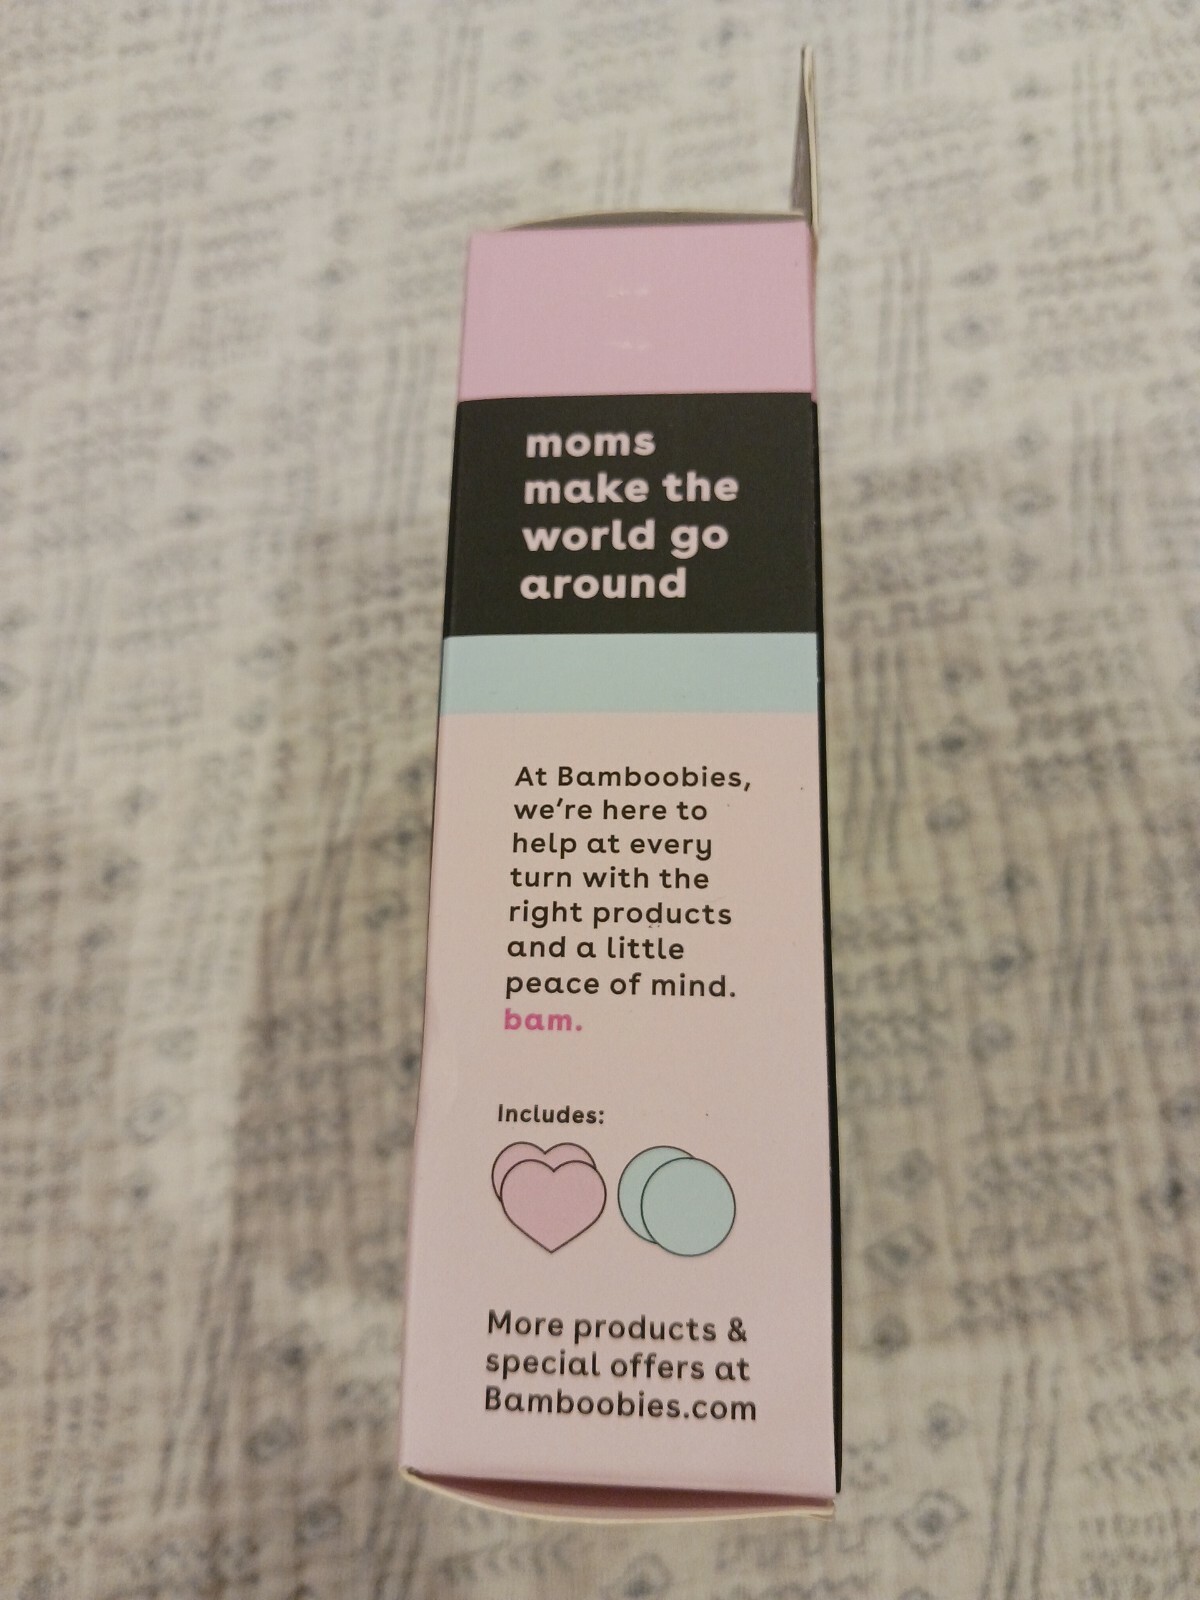 moms
make the
world go
around
At Bamboobies,
we're here to
help at every
turn with the
right products
and a little
peace of mind.
bam.
Includes:
More products &
special offers at
Bamboobies.com